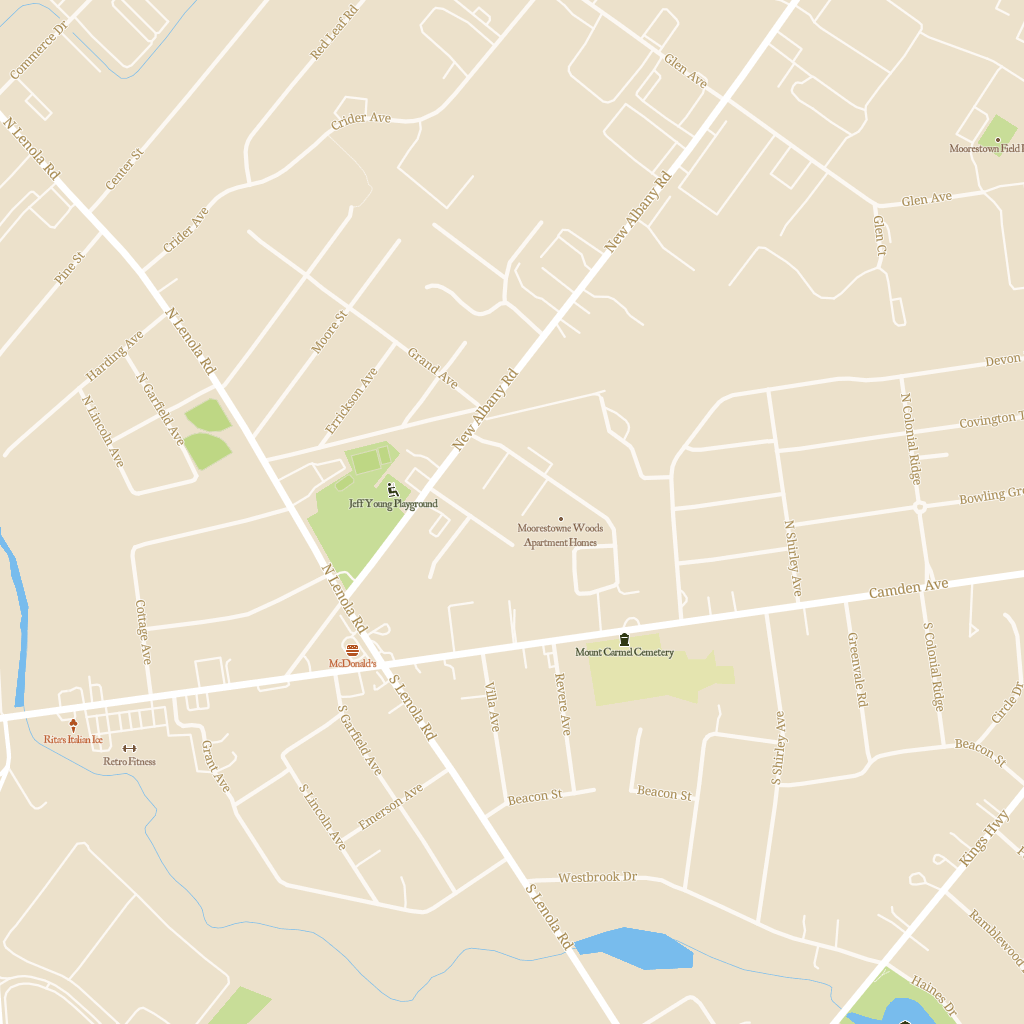 Commerce Dr
Red Leaf Rd
Glen Ave
Crider Ave
N Lenola Rd
Center St
Moorestown Field
New Albany Rd
Glen Ave
Crider Ave
Glen Ct
Pine St
N Lenola Rd
Moore St
Harding Ave
Grand Ave
Devon
N Garfield Ave
Errickson Ave
New Albany Rd
N Lincoln Ave
N Colonial Ridge
Covington
Bowling
Jeff Young Playground
Moorestowne Woods
Apartment Homes
N Shirley Ave
N Lenola Rd
Camden Ave
Cottage Ave
Mount Carmel Cemetery
McDonald's
Greenvale Rd
S Colonial Ridge
S Lenola Rd
Villa Ave
Revere Ave
Circle Dr
S Garfield Ave
S Shirley Ave
Rita's Italian Ice
Retro Fitness
Grant Ave
Beacon St
S Lincoln Ave
Emerson Ave
Beacon St
Beacon St
Kings Hwy
Westbrook Dr
S Lenola Rd
Ramblewood
Haines Dr